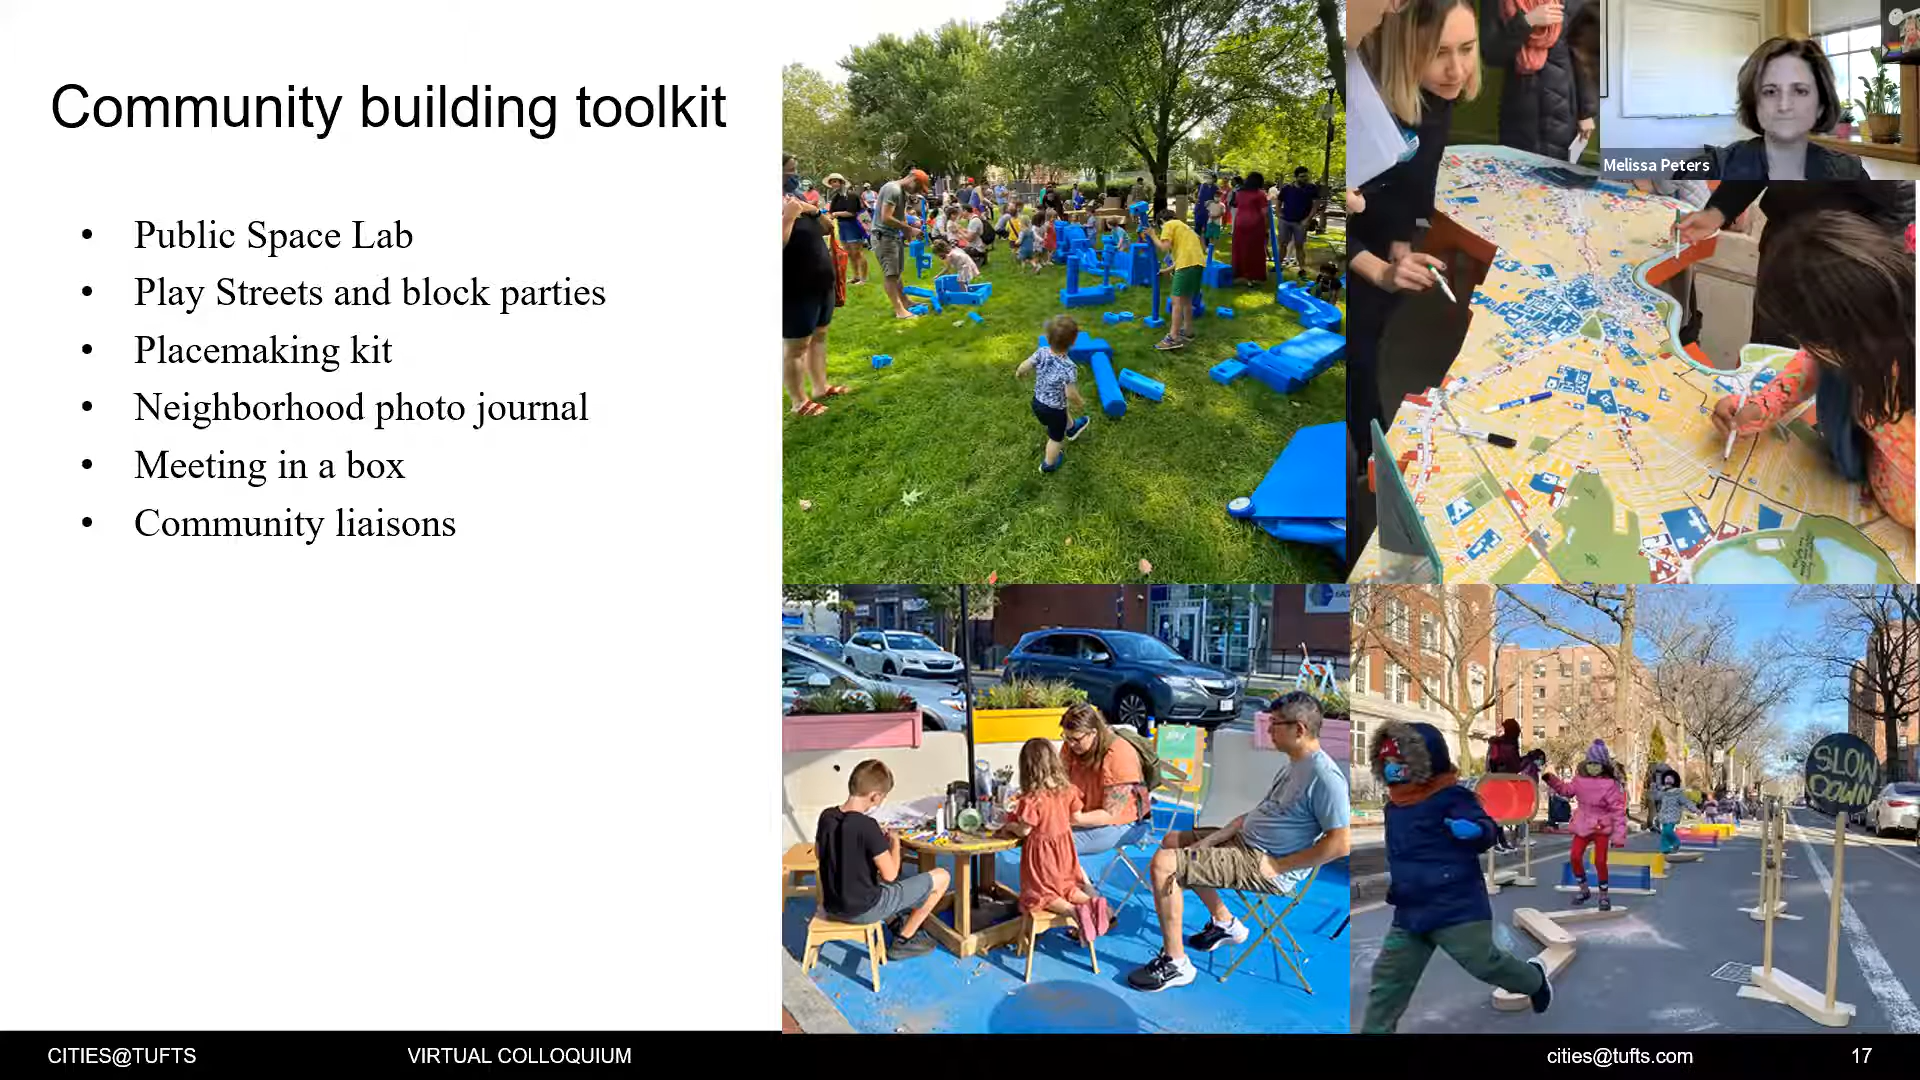 Community building toolkit
Melissa Peters
• Public Space Lab
• Play Streets and block parties
• Placemaking kit
• Neighborhood photo journal
• Meeting in a box
• Community liaisons
SLOW
DOWN
CITIES@TUFTS
VIRTUAL COLLOQUIUM
cities@tufts.com
17